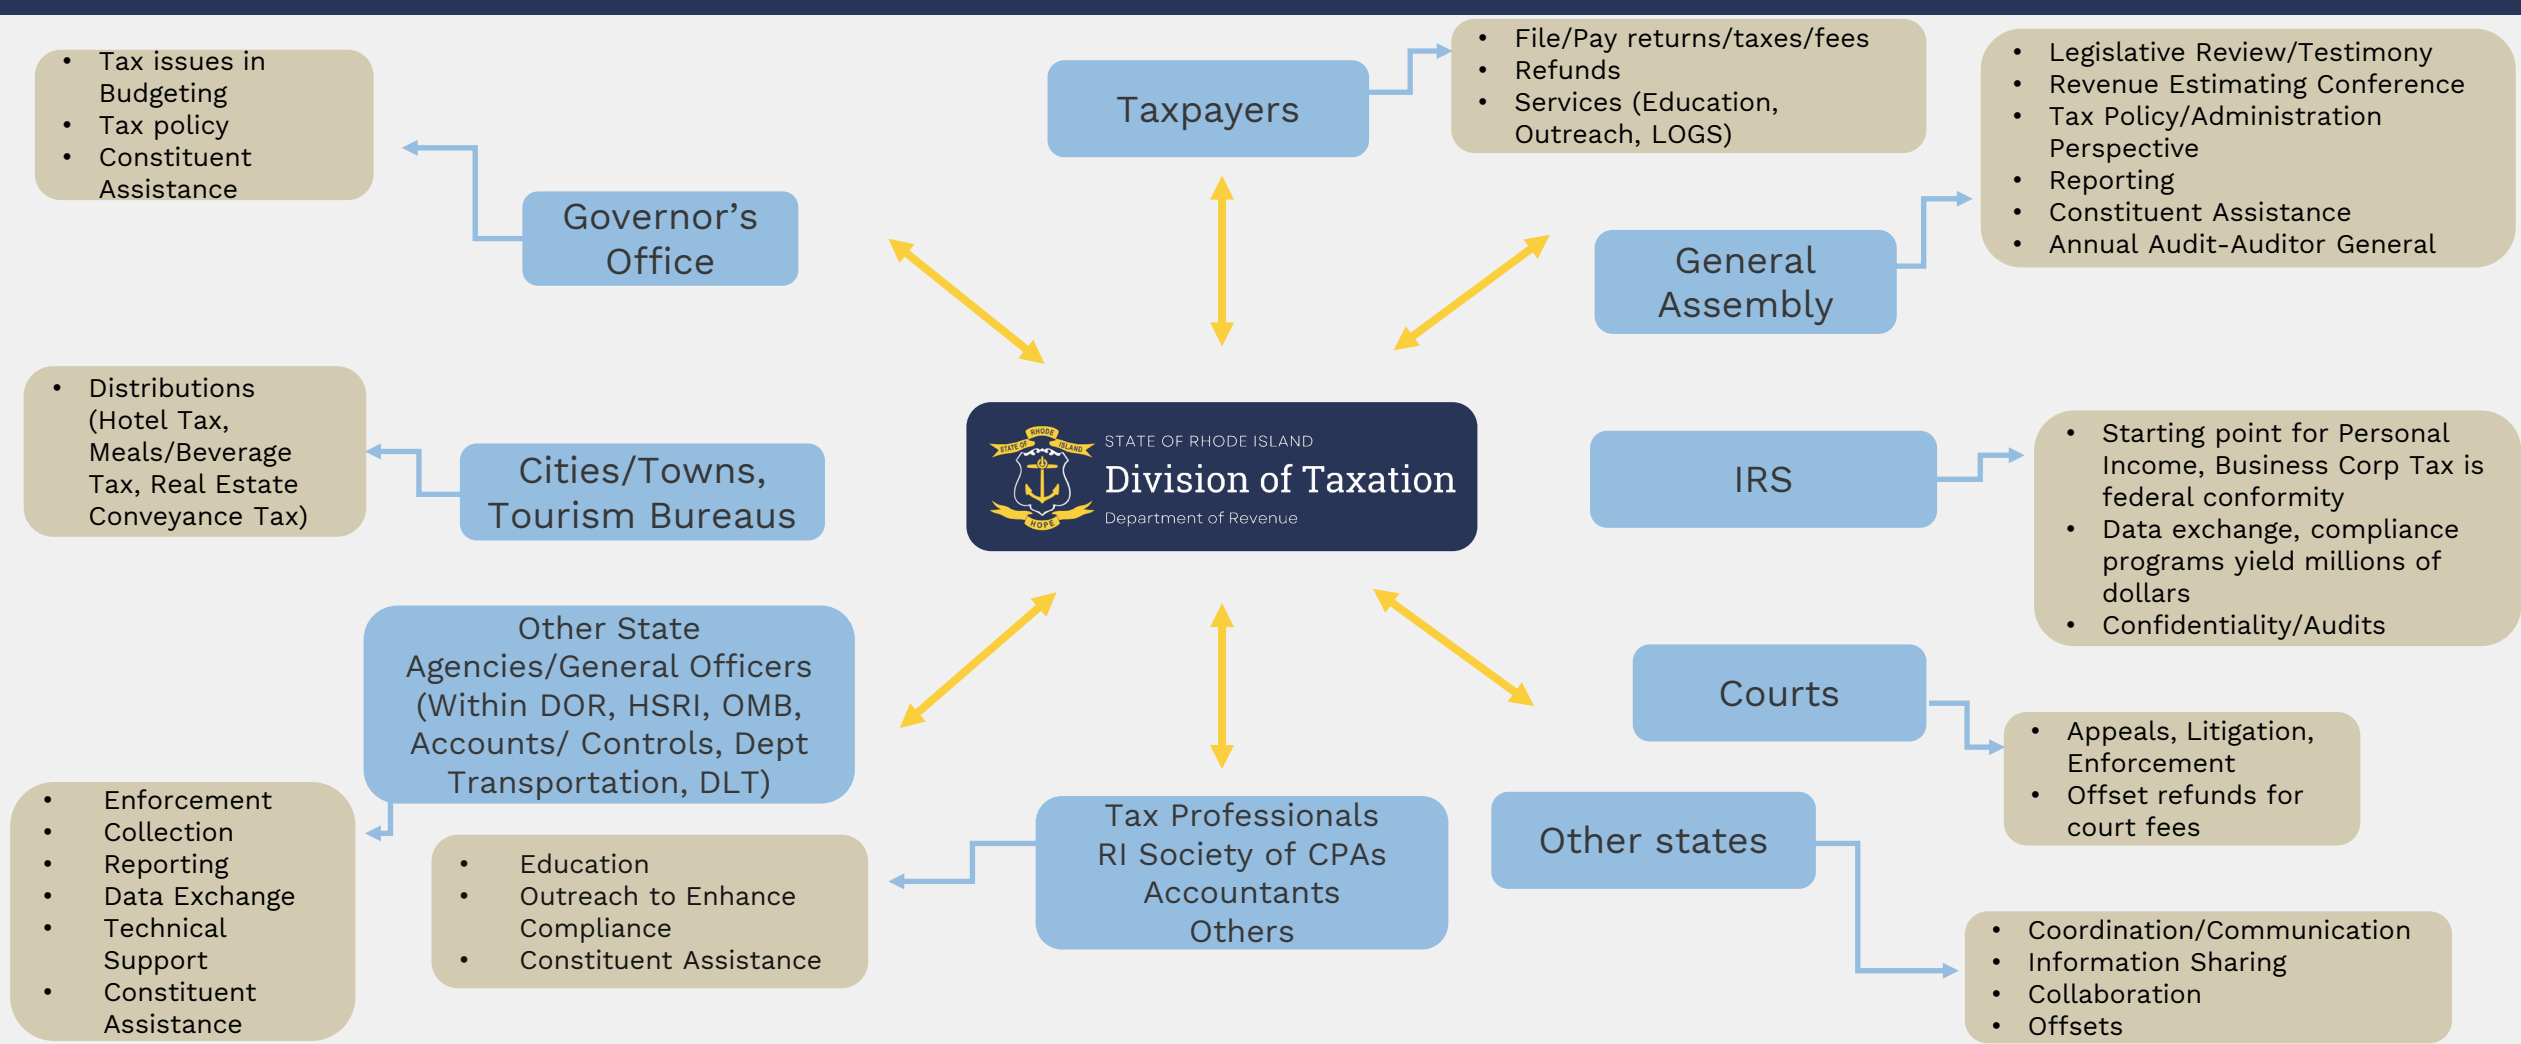 • Tax issues in
Budgeting
• Tax policy
• Constituent
Assistance
Governor’s
Office
Taxpayers
• File/Pay returns/taxes/fees
• Refunds
• Services (Education,
Outreach, LOGS)
General
Assembly
• Legislative Review/Testimony
• Revenue Estimating Conference
• Tax Policy/Administration
Perspective
• Reporting
• Constituent Assistance
• Annual Audit-Auditor General
• Distributions
(Hotel Tax,
Meals/Beverage
Tax, Real Estate
Conveyance Tax)
Cities/Towns,
Tourism Bureaus
STATE OF RHODE ISLAND
HOPE
STATE OF RHODE ISLAND
Division of Taxation
Department of Revenue
IRS
• Starting point for Personal
Income, Business Corp Tax is
federal conformity
• Data exchange, compliance
programs yield millions of
dollars
• Confidentiality/Audits
Other State
Agencies/General Officers
(Within DOR, HSRI, OMB,
Accounts/ Controls, Dept
Transportation, DLT)
• Enforcement
• Collection
• Reporting
• Data Exchange
• Technical
Support
• Constituent
Assistance
• Education
• Outreach to Enhance
Compliance
• Constituent Assistance
Tax Professionals
RI Society of CPAs
Accountants
Others
Courts
• Appeals, Litigation,
Enforcement
• Offset refunds for
court fees
Other states
• Coordination/Communication
• Information Sharing
• Collaboration
• Offsets